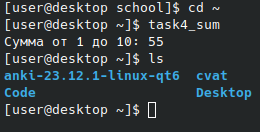 [user@desktop school]$ cd ~
[user@desktop ~]$ task4_sum
Сумма от 1 до 10: 55
[user@desktop ~]$ ls
anki-23.12.1-linux-qt6 cvat
Code Desktop
[user@desktop ~]$